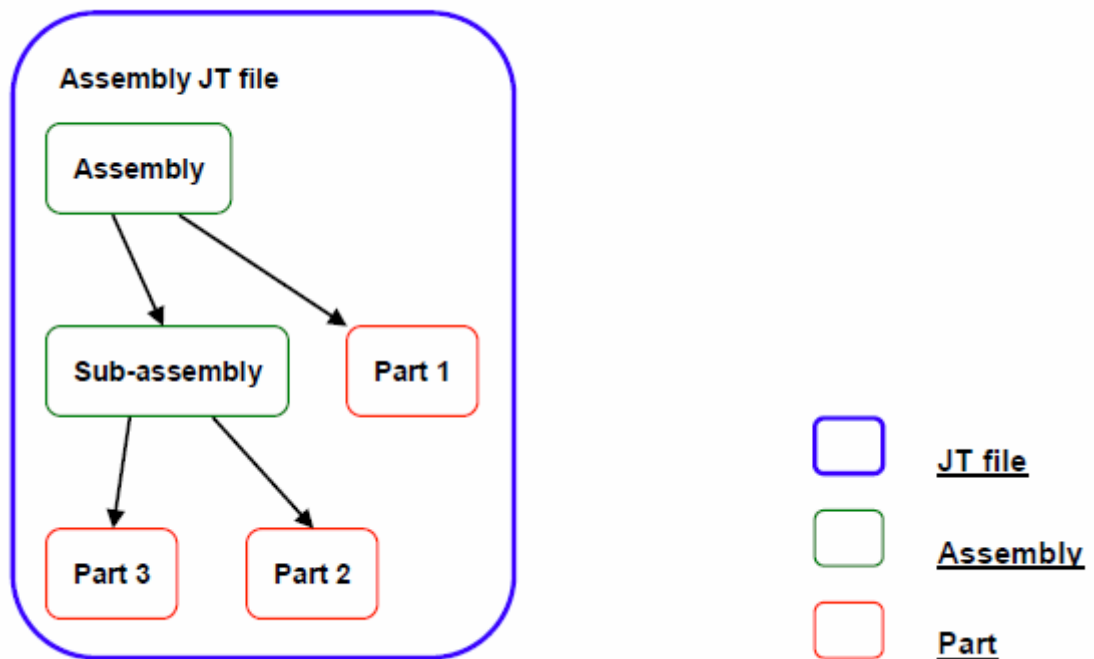 Assembly JT file
Assembly
Sub-assembly
Part 1
Part 3
Part 2
JT file
Assembly
Part